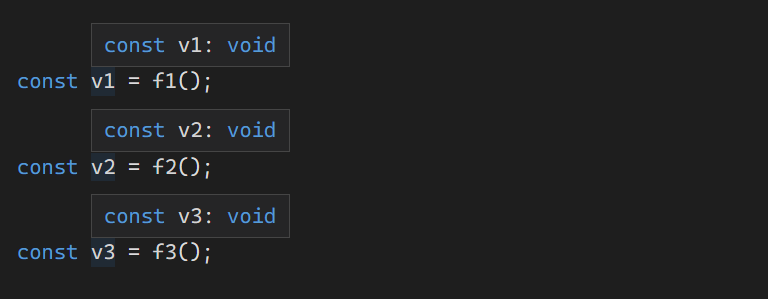 const v1: void
const v1 = f1();
const v2: void
const v2 = f2();
const v3: void
const v3 = f3();